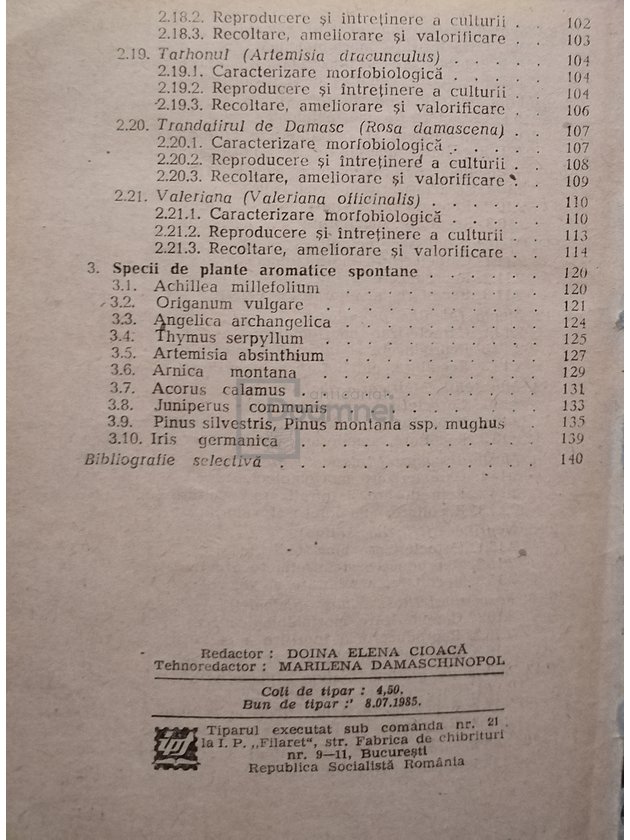 2.18.2. Reproducere și întreținere a culturii . . 102
2.18.3. Recoltare, ameliorare și valorificare . . 103
2.19. Tarhonul (Artemisia dracunculus) . . . . . 104
2.19.1. Caracterizare morfobiologică . . . . . 104
2.19.2. Reproducere și întreținere a culturii . . 104
2.19.3. Recoltare, ameliorare și valorificare . . 106
2.20. Trandafirul de Damasc (Rosa damascena) . . 107
2.20.1. Caracterizare morfobiologică . . . . . 107
2.20.2. Reproducere și întreținere a culturii . . 108
2.20.3. Recoltare, ameliorare și valorificare . . 109
2.21. Valeriana (Valeriana officinalis) . . . . . . 110
2.21.1. Caracterizare morfobiologică . . . . . 110
2.21.2. Reproducere și întreținere a culturii . . 113
2.21.3. Recoltare, ameliorare și valorificare . . 114
3. Specii de plante aromatice spontane . . . . . . 120
3.1. Achillea millefolium . . . . . . . . . 120
3.2. Origanum vulgare . . . . . . . . . . 121
3.3. Angelica archangelica . . . . . . . . . 124
3.4. Thymus serpyllum . . . . . . . . . . 125
3.5. Artemisia absinthium . . . . . . . . . 127
3.6. Arnica montana . . . . . . . . . . 129
3.7. Acorus calamus . . . . . . . . . . . 131
3.8. Juniperus communis . . . . . . . . . 133
3.9. Pinus silvestris, Pinus montana ssp. mughus . 135
3.10. Iris germanica . . . . . . . . . . . 139
Bibliografie selectivă . . . . . . . . . . . . 140
anticariat
Doamnei
Redactor : DOINA ELENA CIOACĂ
Tehnoredactor : MARILENA DAMASCHINOPOL
Coli de tipar : 4,50.
Bun de tipar : 8.07.1985.
Tiparul executat sub comanda nr. 21
la I. P. „Filaret“, str. Fabrica de chibrituri
nr. 9—11, București
Republica Socialistă România